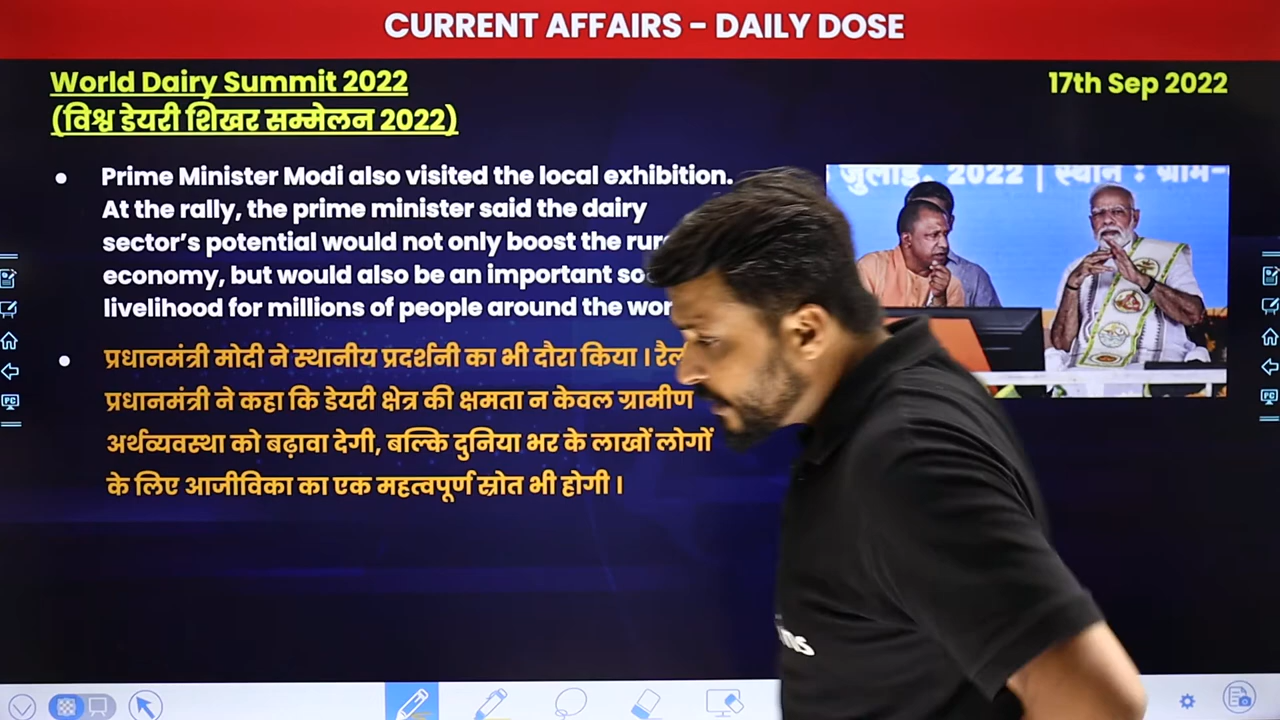 CURRENT AFFAIRS – DAILY DOSE
World Dairy Summit 2022
17th Sep 2022
(विश्व डेयरी शिखर सम्मेलन 2022)
Prime Minister Modi also visited the local exhibition.
At the rally, the prime minister said the dairy
sector's potential would not only boost the
economy, but would also be an important
livelihood for millions of people around the
प्रधानमंत्री मोदी ने स्थानीय प्रदर्शनी का भी दौरा किया ।
प्रधानमंत्री ने कहा कि डेयरी क्षेत्र की क्षमता न केवल ग्रामीण
अर्थव्यवस्था को बढ़ावा देगी, बल्कि दुनिया भर के लाखों लोगों
के लिए आजीविका का एक महत्वपूर्ण स्रोत भी होगी ।
जुलाई, 2022 | स्थान : ग्राम-
PC
PC